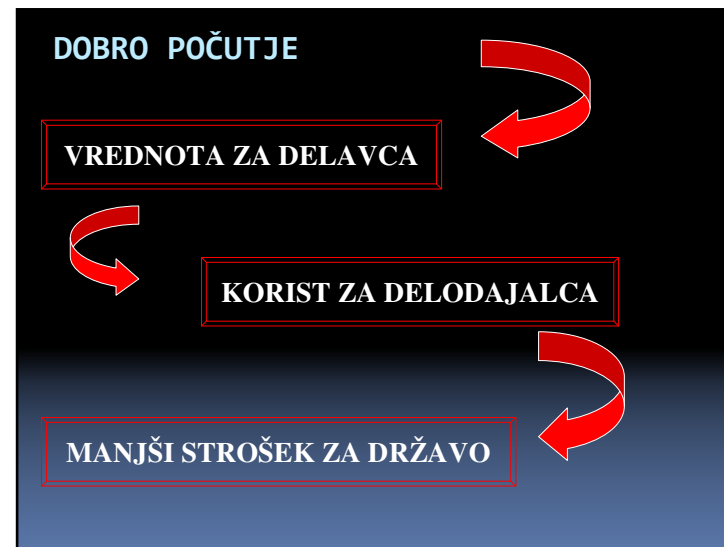 DOBRO POČUTJE
VREDNOTA ZA DELAVCA
KORIST ZA DELODAJALCA
MANJŠI STROŠEK ZA DRŽAVO